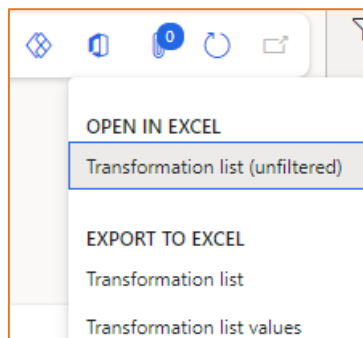 0
OPEN IN EXCEL
Transformation list (unfiltered)
EXPORT TO EXCEL
Transformation list
Transformation list values